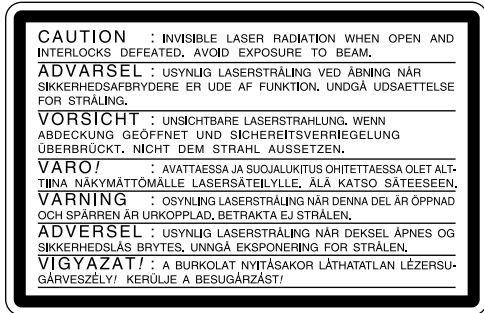 CAUTION : INVISIBLE LASER RADIATION WHEN OPEN AND
INTERLOCKS DEFEATED. AVOID EXPOSURE TO BEAM.
ADVARSEL : USYNLIG LASERSTRÅLING VED ÅBNING NÅR
SIKKERHEDSAFBRYDERE ER UDE AF FUNKTION. UNDGÅ UDSAETTELSE
FOR STRÅLING.
VORSICHT : UNSICHTBARE LASERSTRAHLUNG. WENN
ABDECKUNG GEÖFFNET UND SICHEREITSVERRIEGELUNG
ÜBERBRÜCKT. NICHT DEM STRAHL AUSSETZEN.
VARO! : AVATTAESSA JA SUOJALUKITUS OHITETTAESSA OLET ALT-
TIINA NÄKYMÄTTÖMÄLLE LASERSÄTEILYLLE. ÄLÄ KATSO SÄTEESEEN.
VARNING : OSYNLIG LASERSTRÅLNING NÄR DENNA DEL ÄR ÖPPNAD
OCH SPÄRREN ÄR URKOPPLAD. BETRAKTA EJ STRÅLEN.
ADVERSEL : USYNLIG LASERSTRÅLING NÅR DEKSEL ÅPNES OG
SIKKERHEDSLÅS BRYTES. UNNGÅ EKSPONERING FOR STRÅLEN.
VIGYAZAT! : A BURKOLAT NYITÁSAKOR LÁTHATATLAN LÉZERSU-
GÁRVESZÉLY! KERÜLJE A BESUGÁRZÁST!